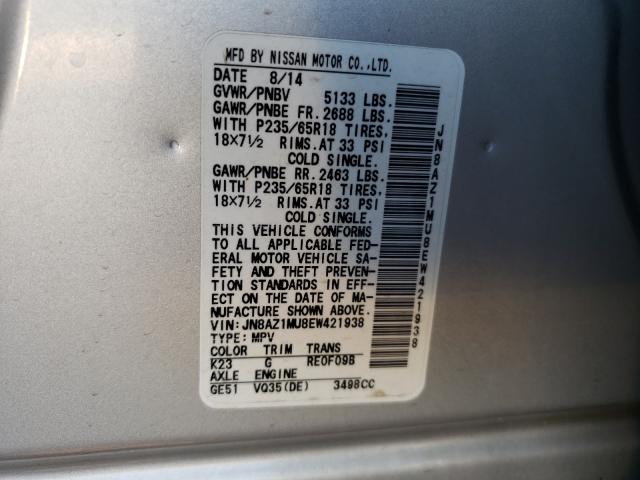 MFD BY NISSAN MOTOR CO.,LTD.
DATE 8/14
GVWR/PNBV 5133 LBS.
GAWR/PNBE FR. 2688 LBS.
WITH P235/65R18 TIRES,
18×7½ RIMS.AT 33 PSI
COLD SINGLE.
GAWR/PNBE RR. 2463 LBS.
WITH P235/65R18 TIRES,
18×7½ RIMS.AT 33 PSI
COLD SINGLE.
THIS VEHICLE CONFORMS
TO ALL APPLICABLE FED-
ERAL MOTOR VEHICLE SA-
FETY AND THEFT PREVEN-
TION STANDARDS IN EFF-
ECT ON THE DATE OF MA-
NUFACTURE SHOWN ABOVE.
VIN:JN8AZ1MU8EW421938
TYPE: MPV
COLOR TRIM TRANS
K23 G RE0F09B
AXLE ENGINE
GE51 VQ35(DE) 3498CC
JN8AZ1MU8EW421938